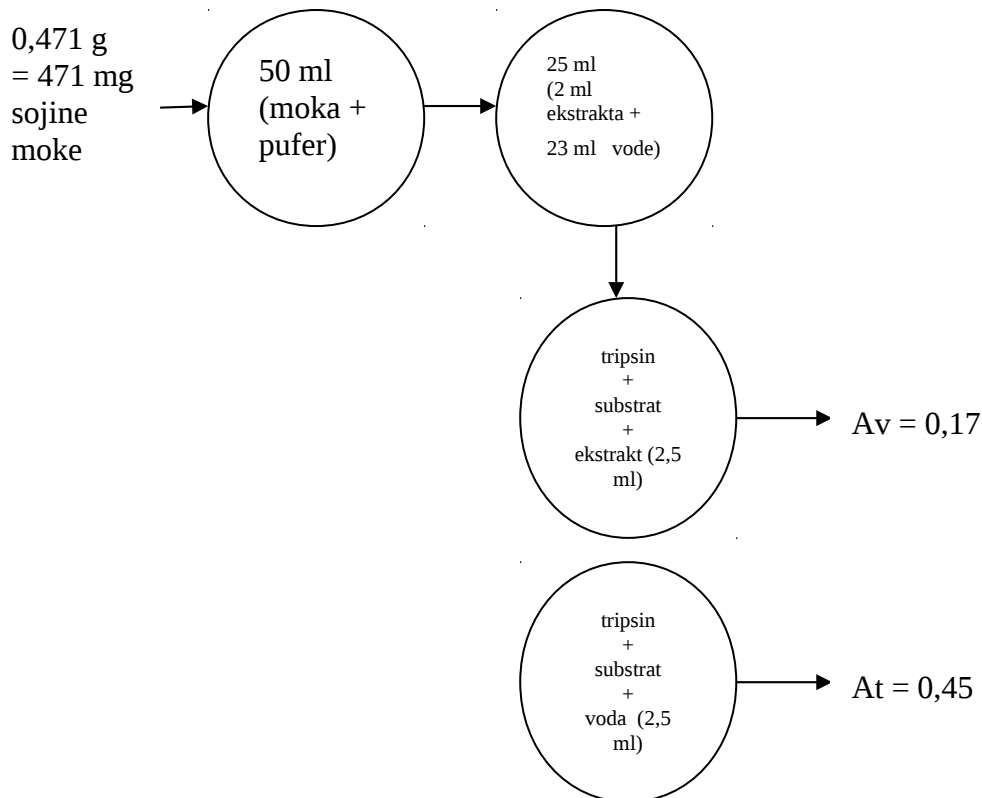 0,471 g
= 471 mg
sojine
moke
50 ml
(moka +
pufer)
25 ml
(2 ml
ekstrakta +
23 ml vode)
tripsin
+
substrat
+
ekstrakt (2,5
ml)
Av = 0,17
tripsin
+
substrat
+
voda (2,5
ml)
At = 0,45